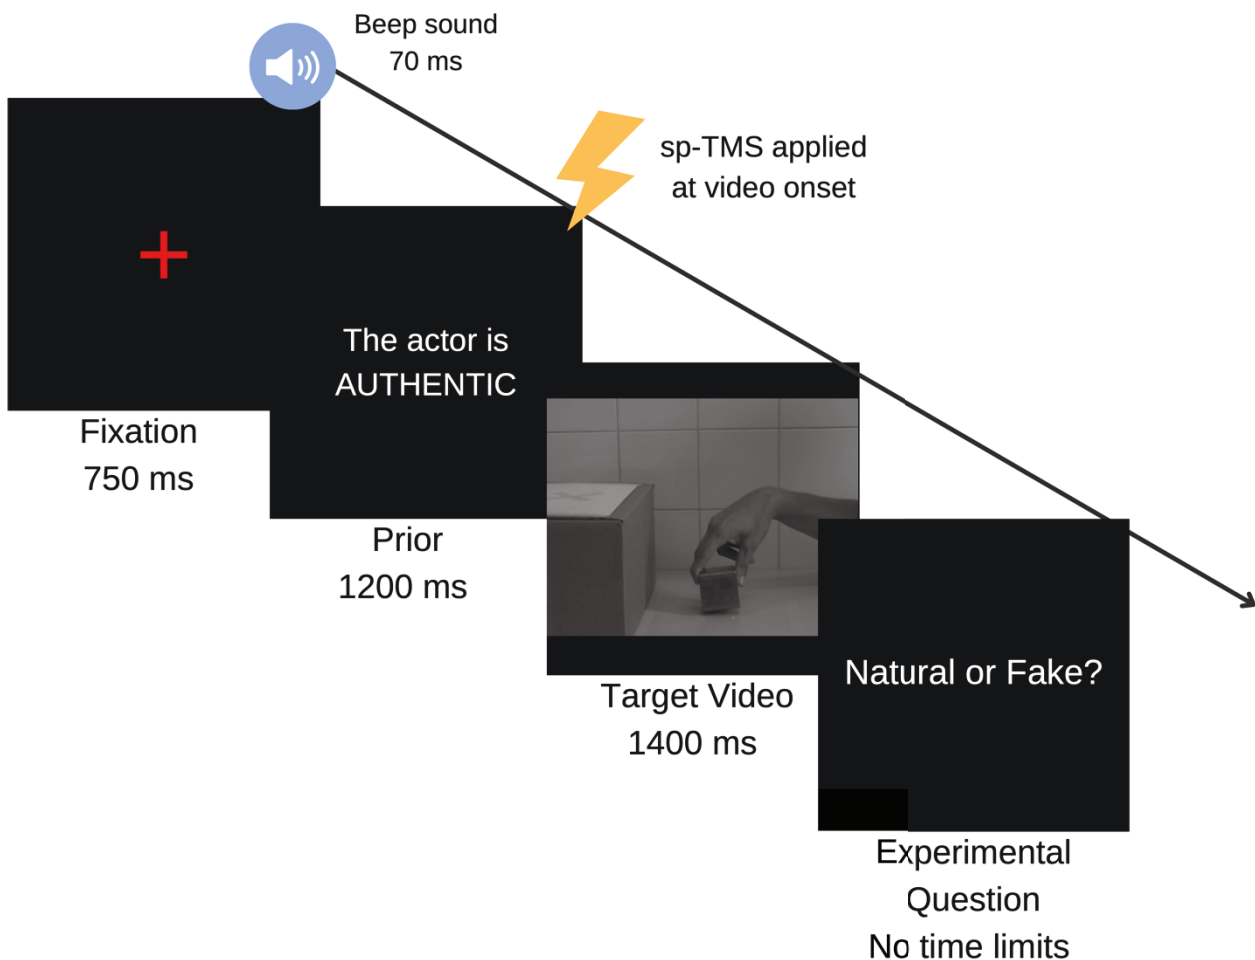 Beep sound
70 ms
sp-TMS applied
at video onset
The actor is
AUTHENTIC
Fixation
750 ms
Prior
1200 ms
Natural or Fake?
Target Video
1400 ms
Experimental
Question
No time limits